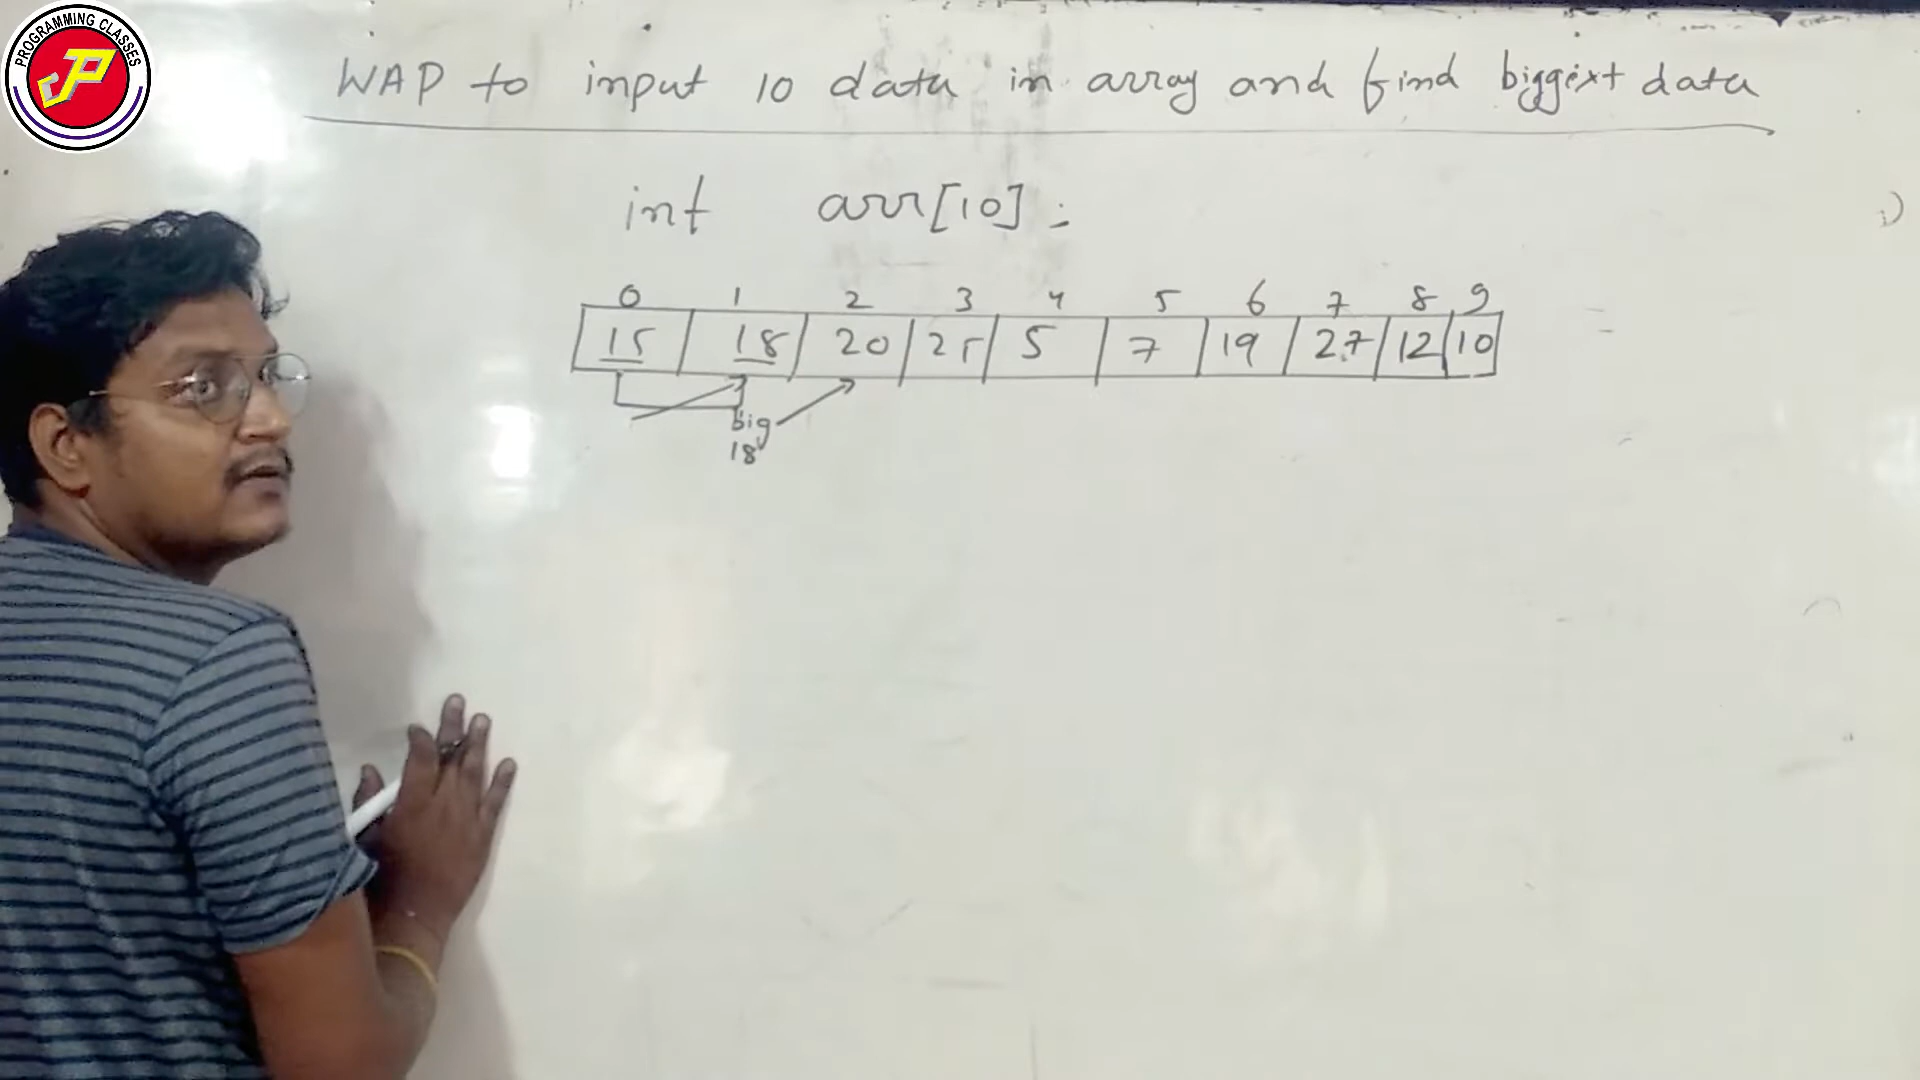 PROGRAMMING CLASSES
JP
WAP to input 10 data in array and find biggest data
int arr[10];
0 1 2 3 4 5 6 7 8 9
15 18 20 25 5 7 19 27 12 10
big
18